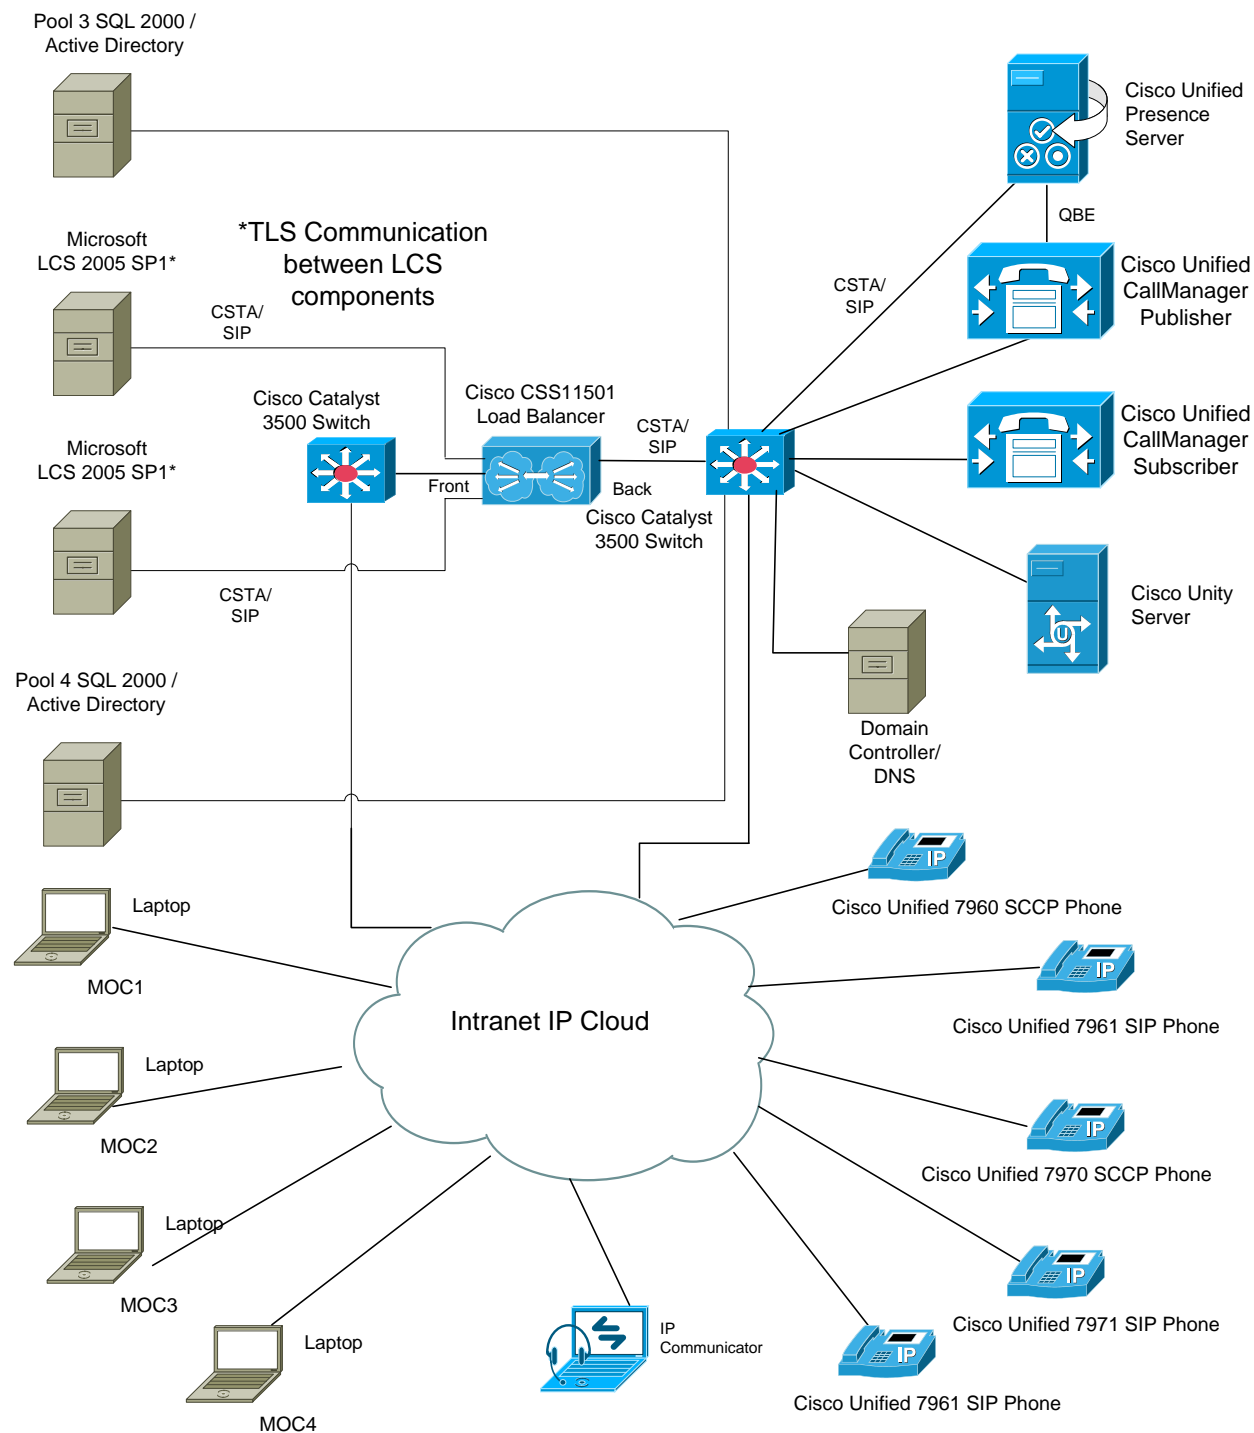 Pool 3 SQL 2000 /
Active Directory
Cisco Unified
Presence
Server
QBE
Microsoft
LCS 2005 SP1*
*TLS Communication
between LCS
components
CSTA/
SIP
CSTA/
SIP
Cisco Unified
CallManager
Publisher
Cisco Catalyst
3500 Switch
Cisco CSS11501
Load Balancer
CSTA/
SIP
Cisco Unified
CallManager
Subscriber
Microsoft
LCS 2005 SP1*
Front
Back
Cisco Catalyst
3500 Switch
CSTA/
SIP
Cisco Unity
Server
U
Pool 4 SQL 2000 /
Active Directory
Domain
Controller/
DNS
IP
Cisco Unified 7960 SCCP Phone
Laptop
MOC1
IP
Cisco Unified 7961 SIP Phone
Intranet IP Cloud
Laptop
MOC2
IP
Cisco Unified 7970 SCCP Phone
Laptop
MOC3
IP
Cisco Unified 7971 SIP Phone
Laptop
MOC4
IP
Communicator
IP
Cisco Unified 7961 SIP Phone